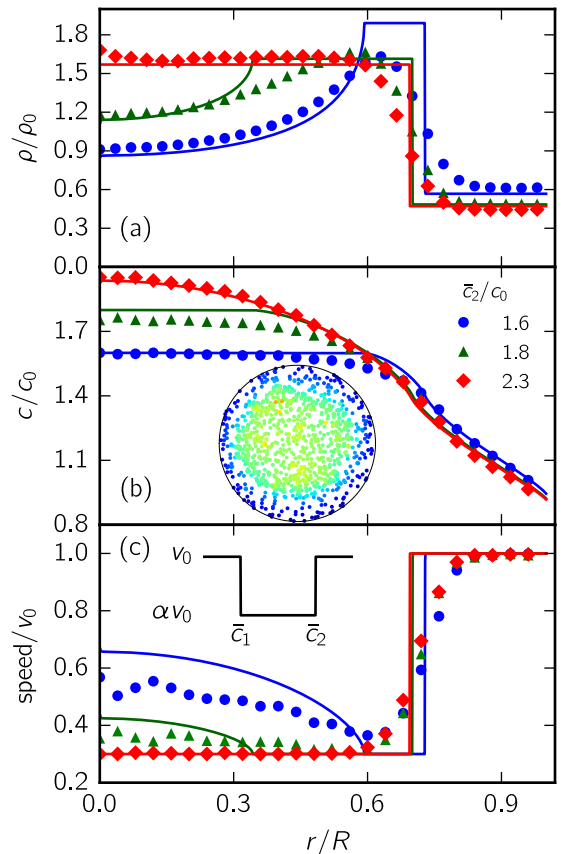 1.8
1.5
1.2
0.9
0.6
0.3
0.0
ρ/ρ₀
(a)
1.7
1.4
1.1
0.8
c/c₀
(b)
c̄₂/c₀
1.6
1.8
2.3
1.0
0.8
0.6
0.4
0.2
speed/v₀
(c)
v₀
αv₀
c̄₁ c̄₂
0.0 0.3 0.6 0.9
r/R